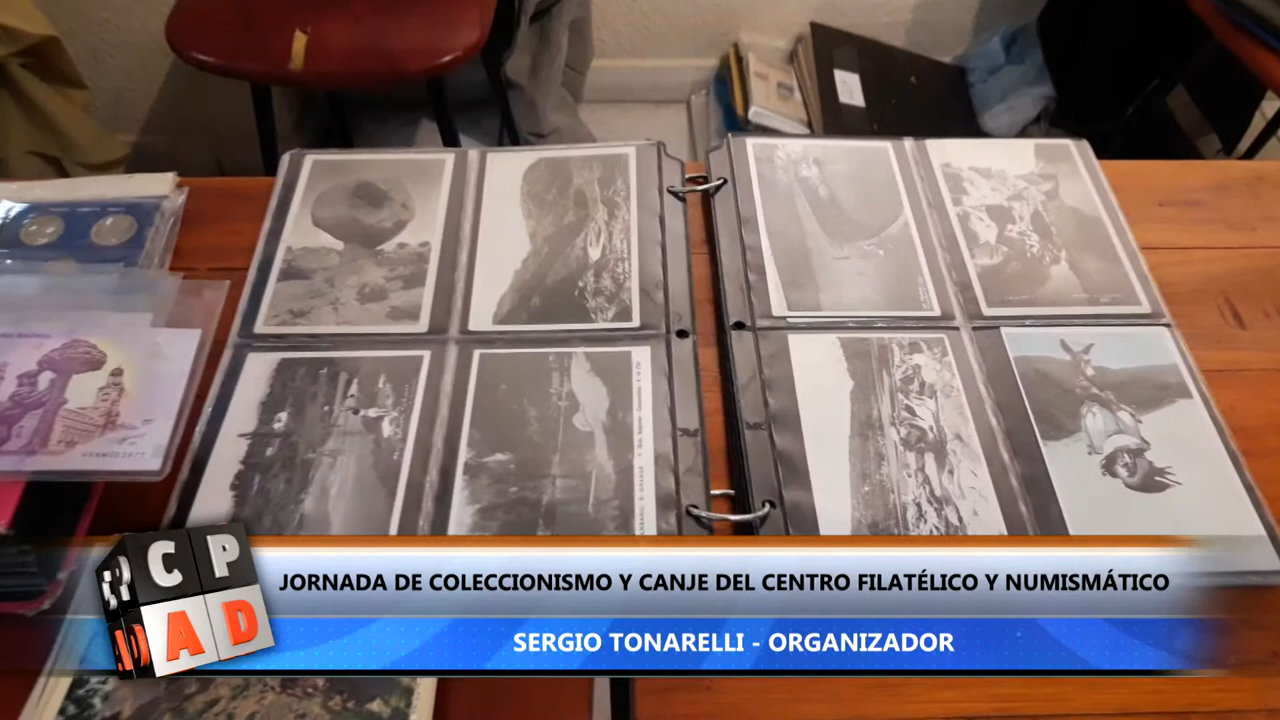 CP
AD
JORNADA DE COLECCIONISMO Y CANJE DEL CENTRO FILATÉLICO Y NUMISMÁTICO
SERGIO TONARELLI - ORGANIZADOR